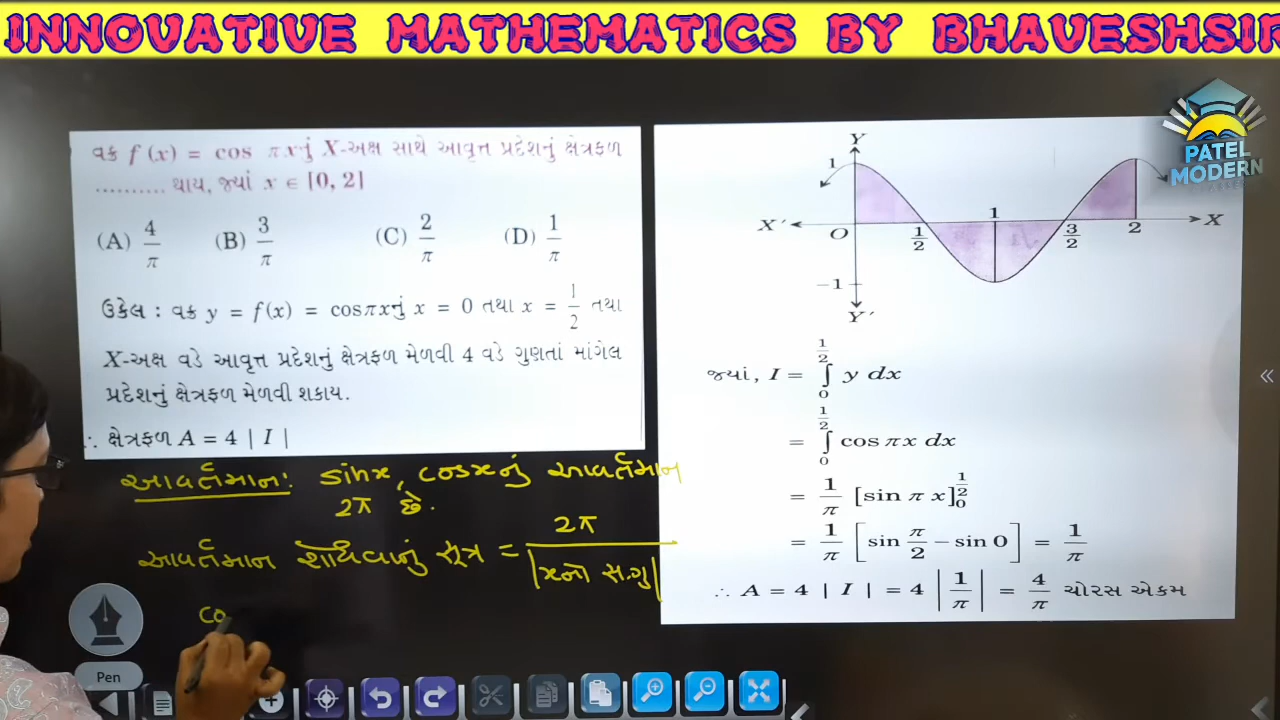 INNOVATIVE MATHEMATICS BY BHAVESHSIR
PATEL
MODERN
વક્ર f (x) = cos πxનું X-અક્ષ સાથે આવૃત્ત પ્રદેશનું ક્ષેત્રફળ
.......... થાય, જ્યાં x ∈ [0, 2]
(A) 4/π (B) 3/π (C) 2/π (D) 1/π
ઉકેલ : વક્ર y = f(x) = cosπxનું x = 0 તથા x = 1/2 તથા
X-અક્ષ વડે આવૃત્ત પ્રદેશનું ક્ષેત્રફળ મેળવી 4 વડે ગુણતાં માંગેલ
પ્રદેશનું ક્ષેત્રફળ મેળવી શકાય.
∴ ક્ષેત્રફળ A = 4 | I |
આવર્તમાન: sinx, cosxનું આવર્તમાન
2π છે.
આવર્તમાન શોધવાનું સૂત્ર = 2π/|xનો સ.ગુ|
co
Pen
Y
1
X′ O 1/2 1 3/2 2 X
−1
Y′
જ્યાં, I = ∫₀^(1/2) y dx
= ∫₀^(1/2) cos πx dx
= 1/π [sin π x]₀^(1/2)
= 1/π [sin π/2 − sin 0] = 1/π
∴ A = 4 | I | = 4 |1/π| = 4/π ચોરસ એકમ